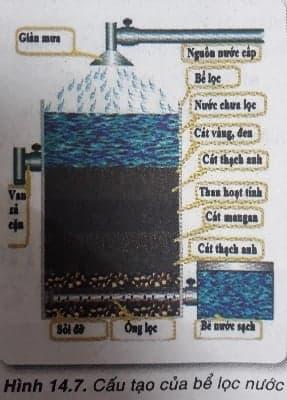 Giàn mưa
Nguồn nước cấp
Bể lọc
Nước chưa lọc
Cát vàng, đen
Cát thạch anh
Than hoạt tính
Cát mangan
Cát thạch anh
Van
xả
cặn
Sỏi đỡ
Ống lọc
Bể nước sạch
Hình 14.7. Cấu tạo của bể lọc nước